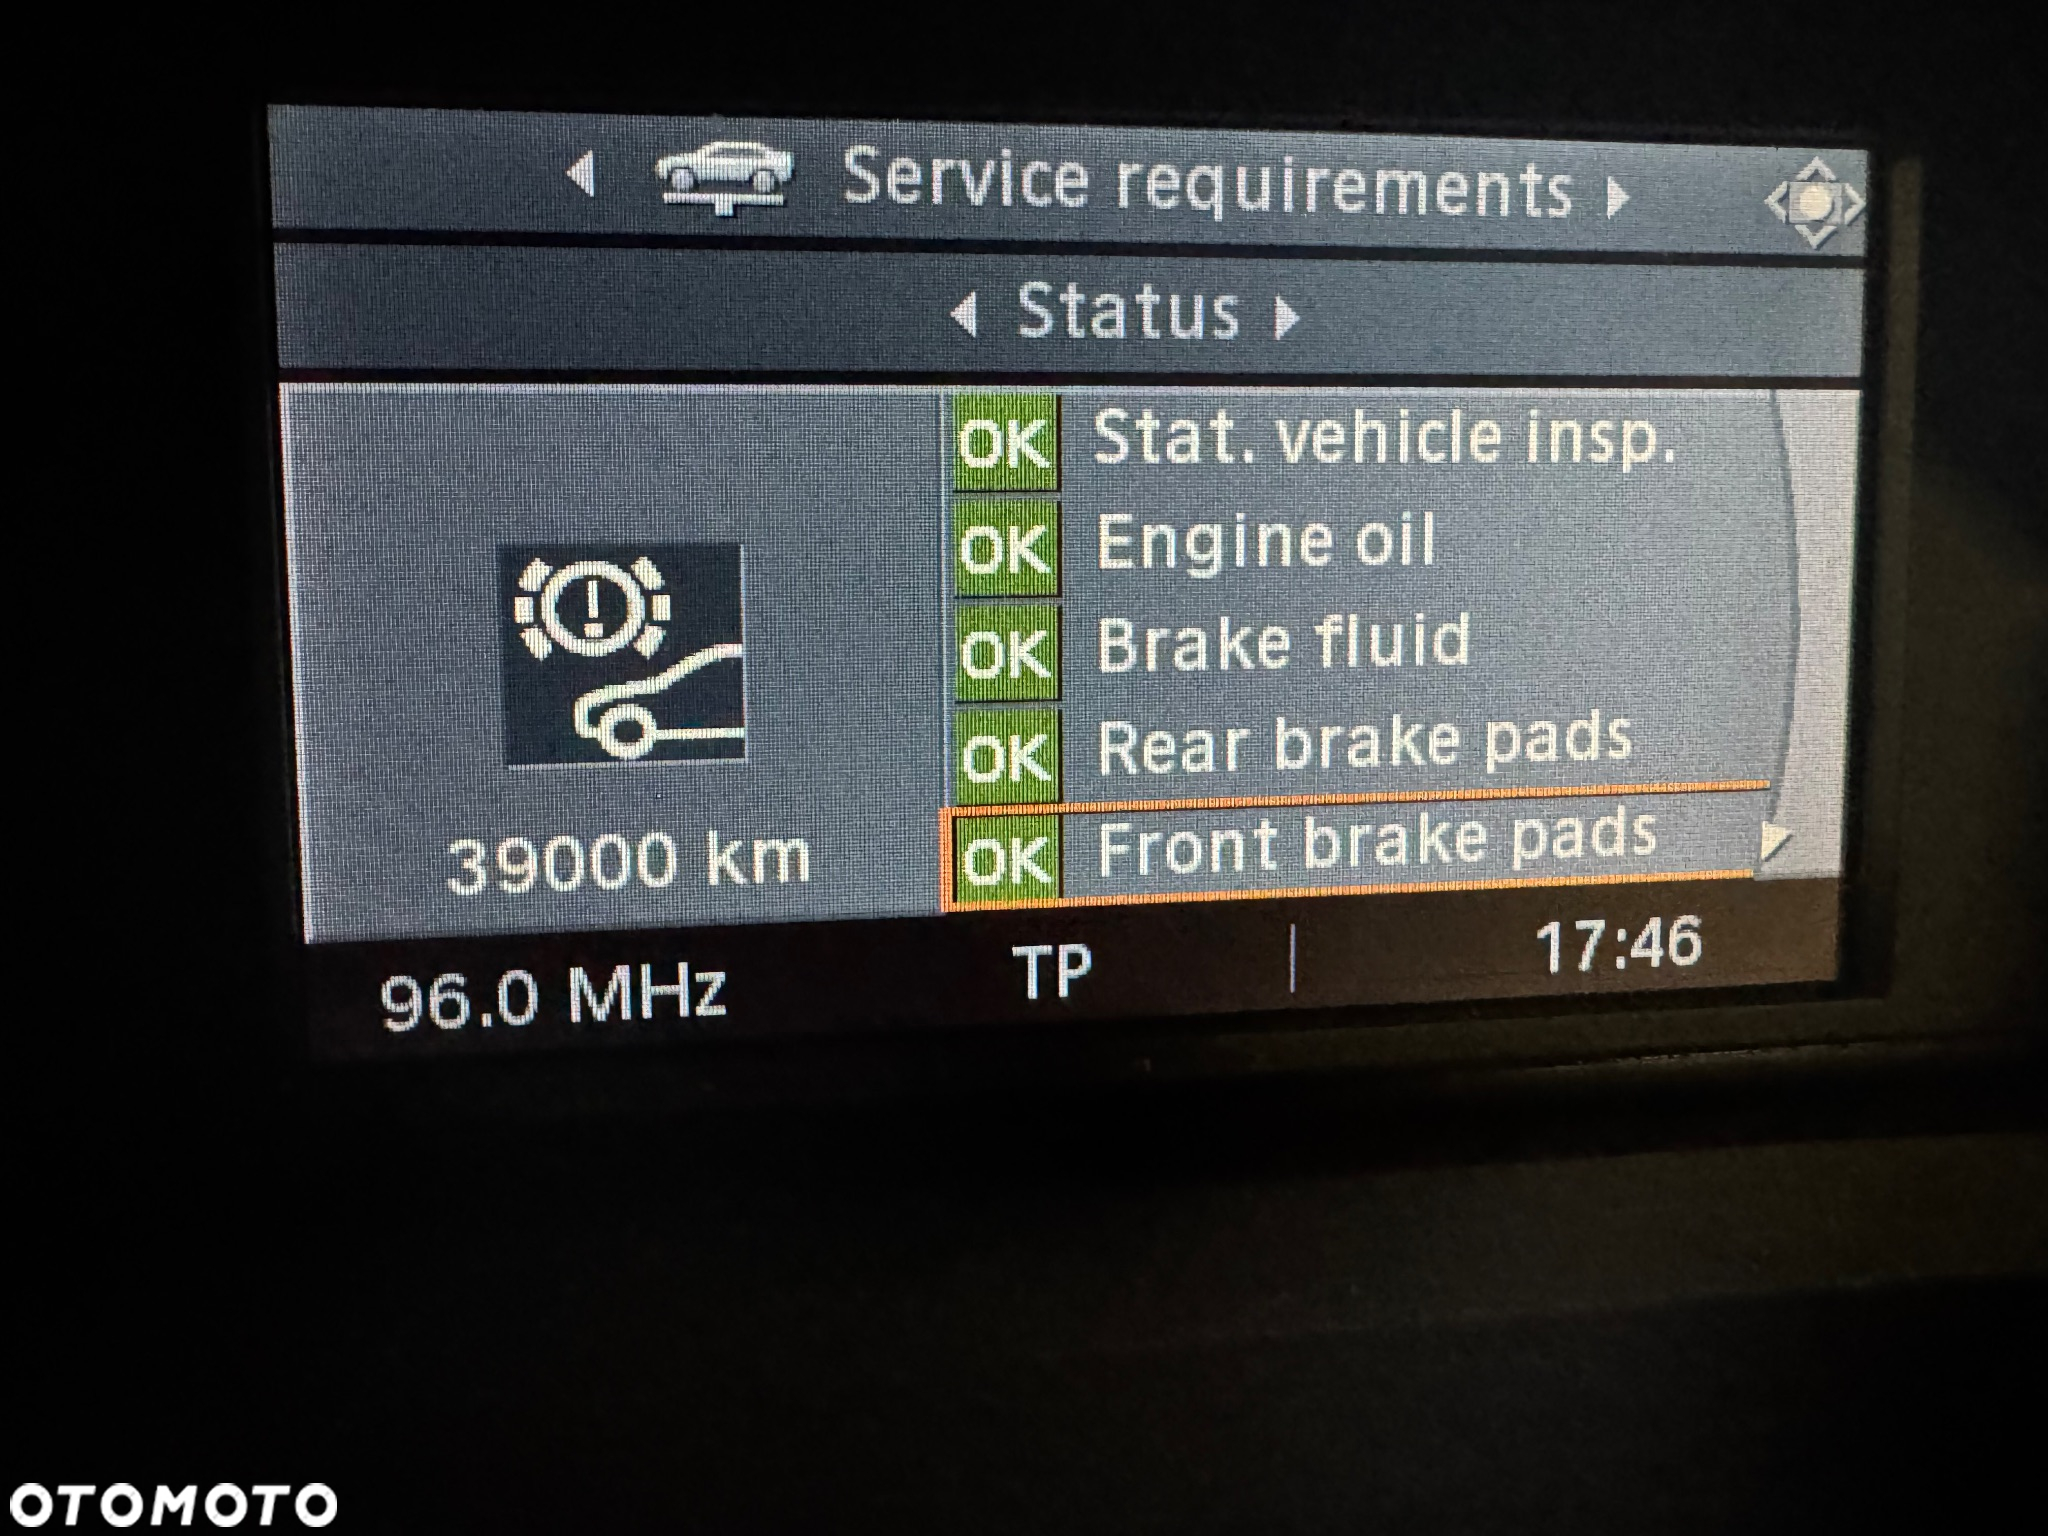 Service requirements
Status
OK Stat. vehicle insp.
OK Engine oil
OK Brake fluid
OK Rear brake pads
OK Front brake pads
39000 km
96.0 MHz TP 17:46
OTOMOTO